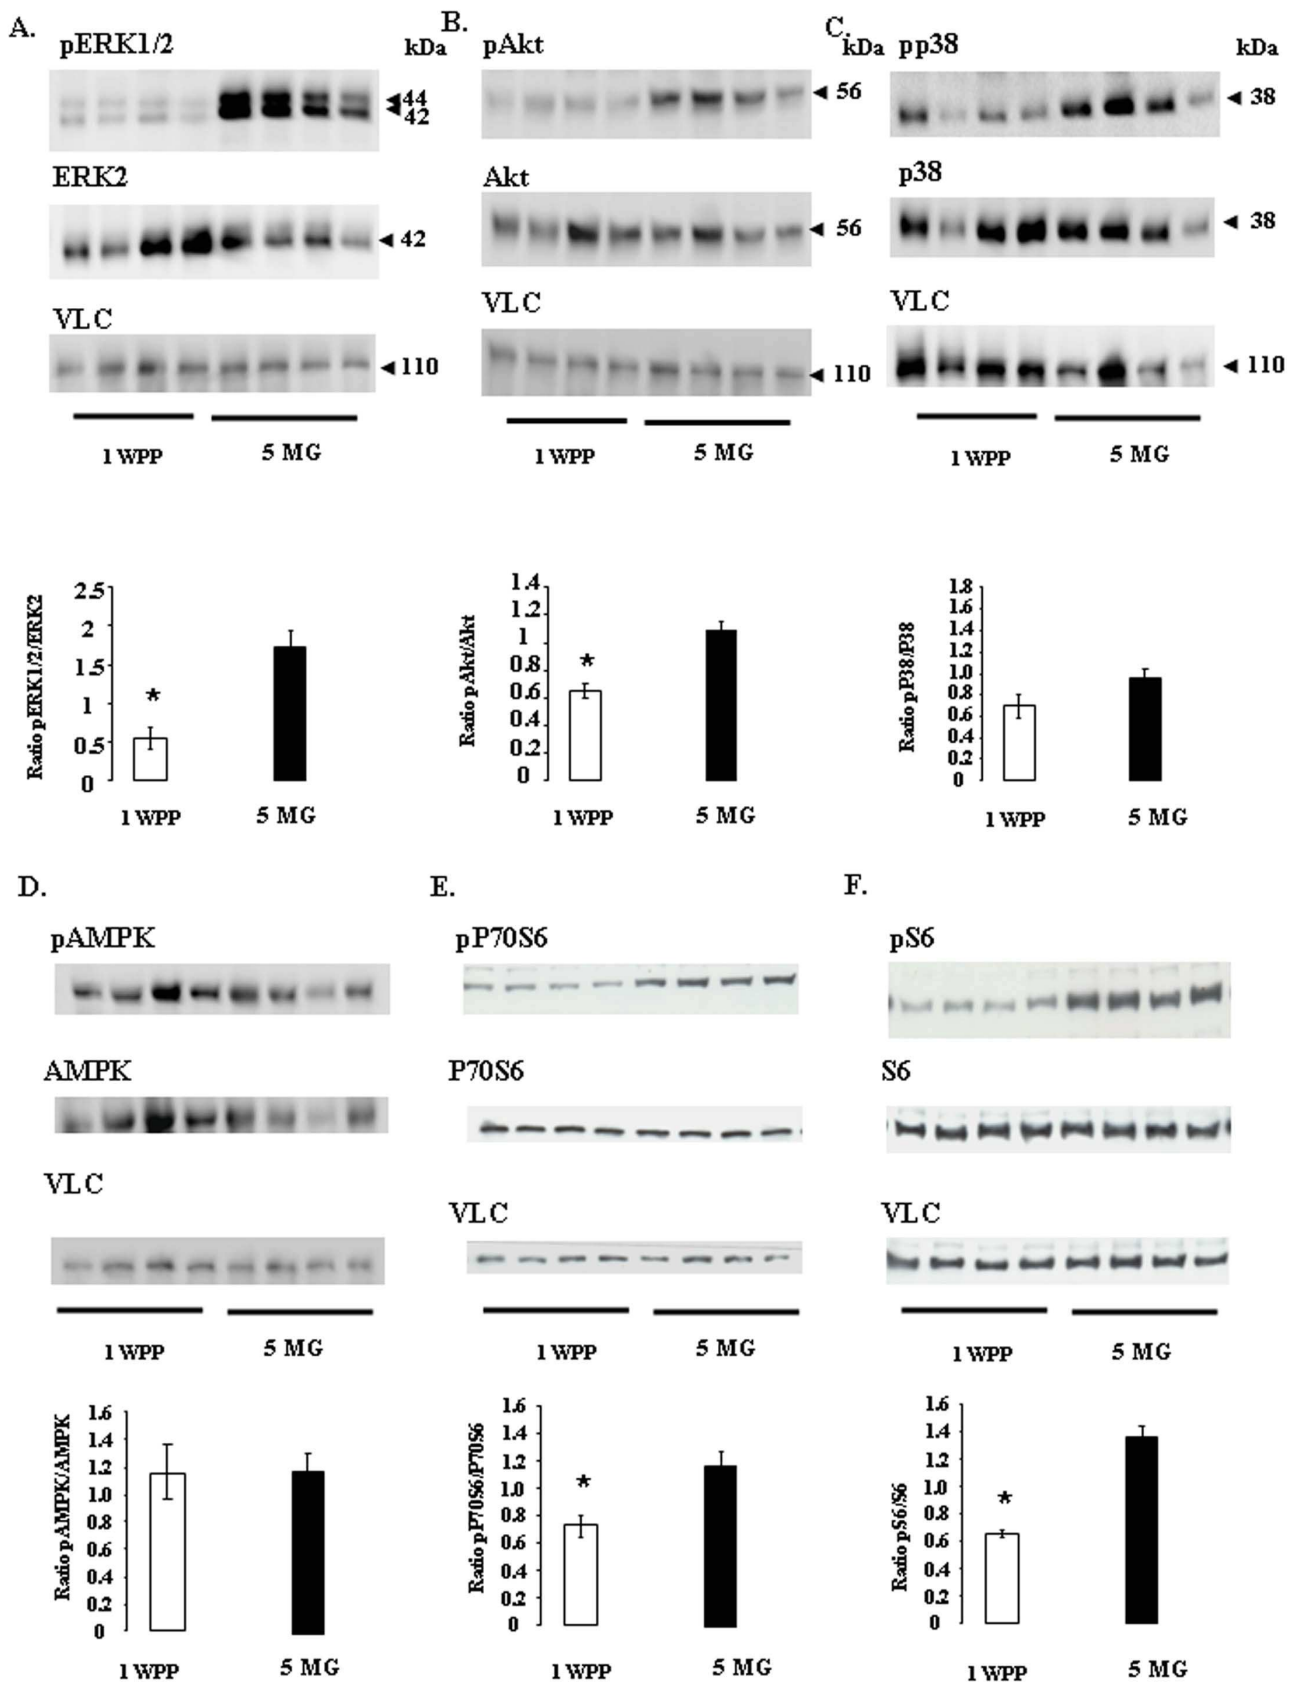 A.
pERK1/2
kDa
44
42
ERK2
42
VLC
110
1 WPP
5 MG
B.
pAkt
kDa
56
Akt
56
VLC
110
1 WPP
5 MG
C.
pp38
kDa
38
p38
38
VLC
110
1 WPP
5 MG
Ratio pERK1/2/ERK2
2.5
2
1.5
1
0.5
0
*
1 WPP
5 MG
Ratio pAkt/Akt
1.4
1.2
1
0.8
0.6
0.4
0.2
0
*
1 WPP
5 MG
Ratio pP38/P38
1.8
1.6
1.4
1.2
1.0
0.8
0.6
0.4
0.2
0
1 WPP
5 MG
D.
pAMPK
AMPK
VLC
1 WPP
5 MG
E.
pP70S6
P70S6
VLC
1 WPP
5 MG
F.
pS6
S6
VLC
1 WPP
5 MG
Ratio pAMPK/AMPK
1.6
1.4
1.2
1.0
0.8
0.6
0.4
0.2
0
1 WPP
5 MG
Ratio pP70S6/P70S6
1.6
1.4
1.2
1.0
0.8
0.6
0.4
0.2
0
*
1 WPP
5 MG
Ratio pS6/S6
1.6
1.4
1.2
1.0
0.8
0.6
0.4
0.2
0
*
1 WPP
5 MG